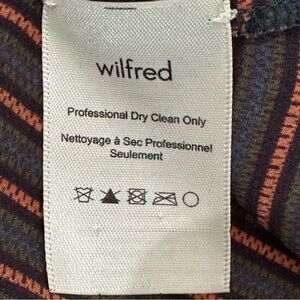 wilfred
Professional Dry Clean Only
Nettoyage à Sec Professionnel
Seulement